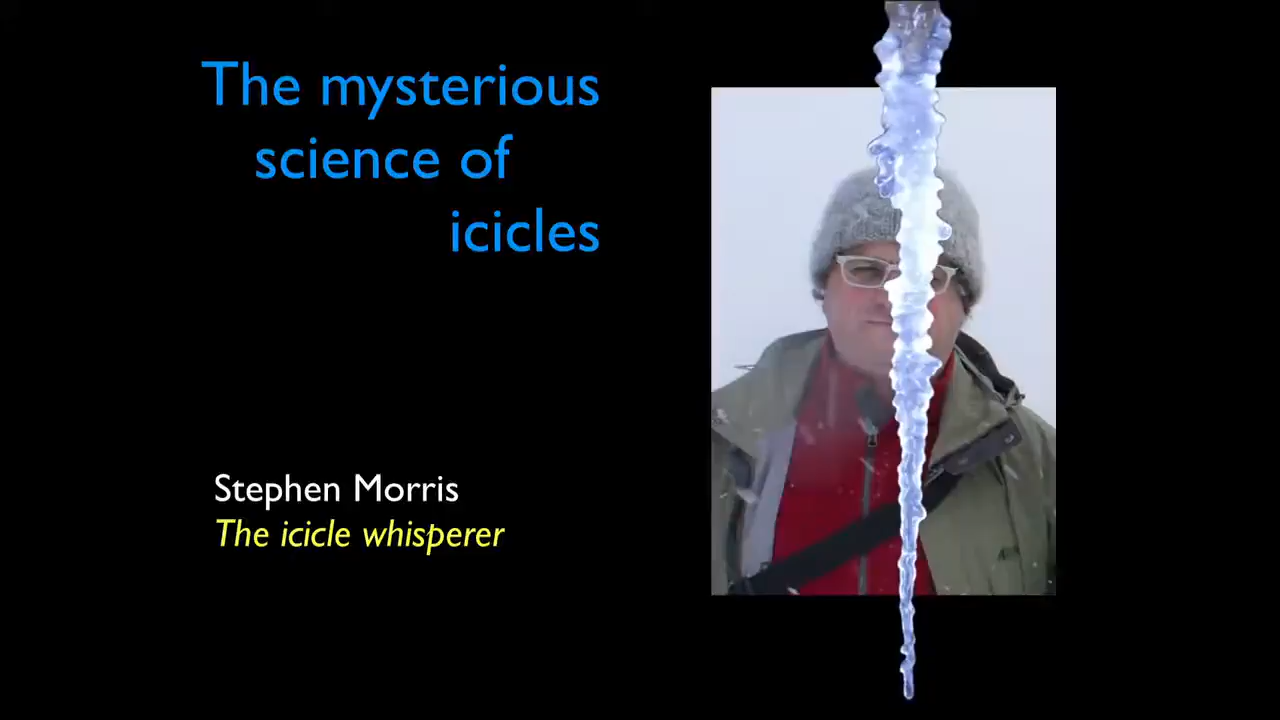 The mysterious
science of
icicles
Stephen Morris
The icicle whisperer